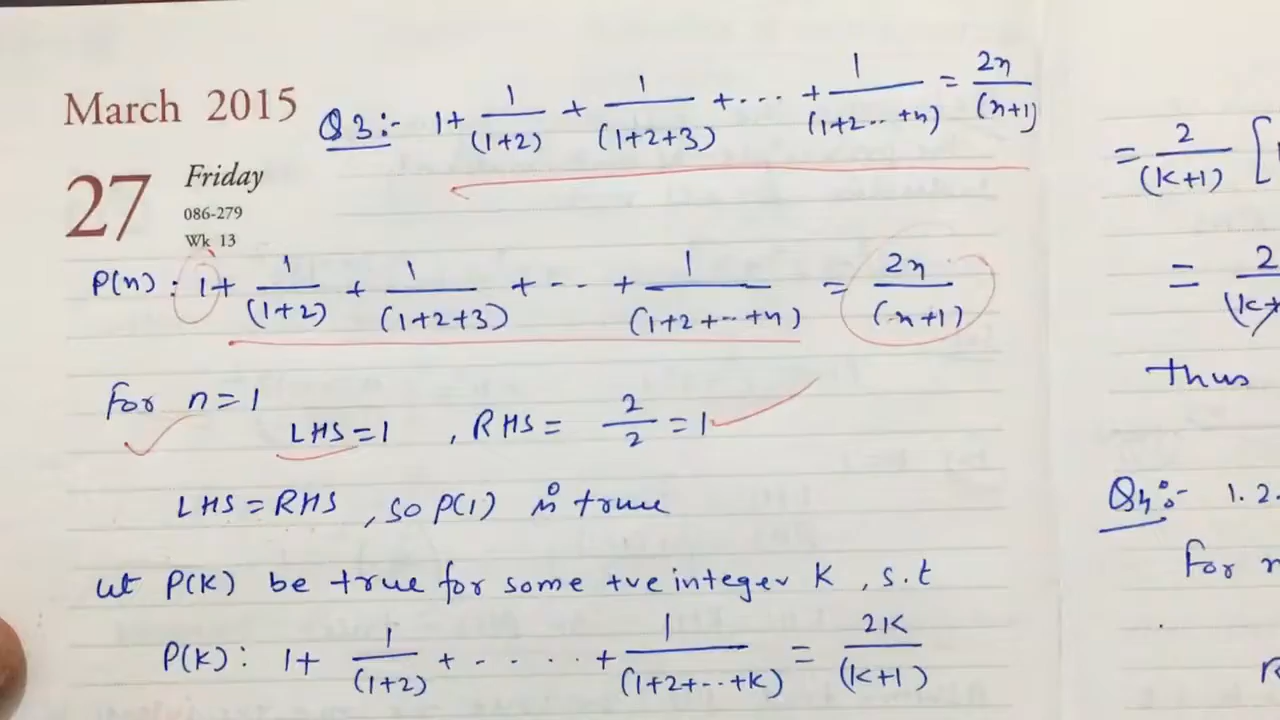 March 2015
27 Friday
086-279
Wk 13
Q3:- 1+ 1/(1+2) + 1/(1+2+3) +.... + 1/(1+2..+n) = 2n/(n+1)
P(n): 1+ 1/(1+2) + 1/(1+2+3) + -.. + 1/(1+2+-..+n) = 2n/(n+1)
For n=1
LHS=1 , RHS= 2/2 =1
LHS=RHS , so P(1) is true
let P(K) be true for some +ve integer K , s.t
P(K): 1+ 1/(1+2) + - . . . . + 1/(1+2+-..+K) = 2K/(K+1)
= 2/(K+1) [
= 2
thus
Q4:- 1.2.
For n